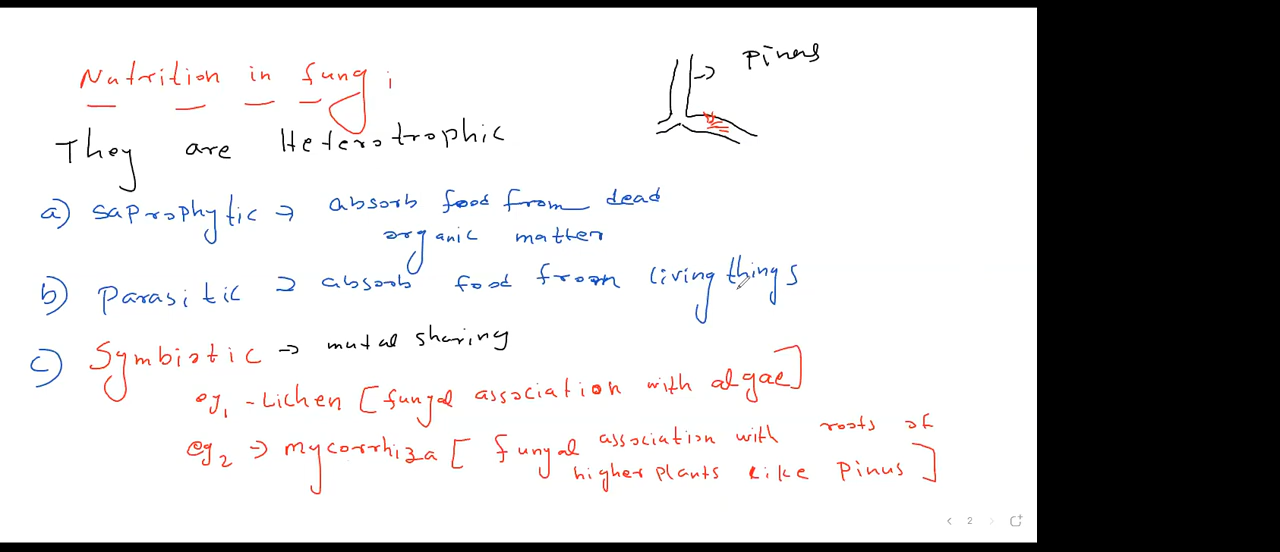 Nutrition in fungi
→ Pinus
They are Heterotrophic
a) saprophytic → absorb food from dead
organic matter
b) Parasitic → absorb food from living things
c) Symbiotic → mutal sharing
eg1 - Lichen [fungal association with algae]
eg2 → mycorrhiza [fungal association with roots of
higher plants like pinus]
2